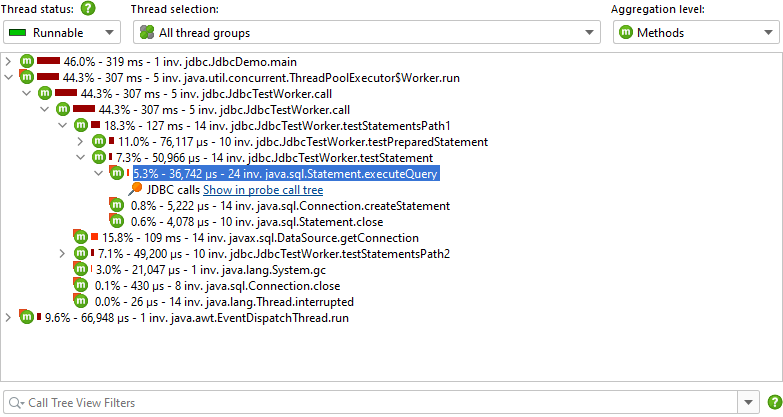 Thread status:
Thread selection:
Aggregation level:
Runnable
All thread groups
Methods
46.0% - 319 ms - 1 inv. jdbc.JdbcDemo.main
44.3% - 307 ms - 5 inv. java.util.concurrent.ThreadPoolExecutor$Worker.run
44.3% - 307 ms - 5 inv. jdbc.JdbcTestWorker.call
44.3% - 307 ms - 5 inv. jdbc.JdbcTestWorker.call
18.3% - 127 ms - 14 inv. jdbc.JdbcTestWorker.testStatementsPath1
11.0% - 76,117 µs - 10 inv. jdbc.JdbcTestWorker.testPreparedStatement
7.3% - 50,966 µs - 14 inv. jdbc.JdbcTestWorker.testStatement
5.3% - 36,742 µs - 24 inv. java.sql.Statement.executeQuery
JDBC calls Show in probe call tree
0.8% - 5,222 µs - 14 inv. java.sql.Connection.createStatement
0.6% - 4,078 µs - 10 inv. java.sql.Statement.close
15.8% - 109 ms - 14 inv. javax.sql.DataSource.getConnection
7.1% - 49,200 µs - 10 inv. jdbc.JdbcTestWorker.testStatementsPath2
3.0% - 21,047 µs - 1 inv. java.lang.System.gc
0.1% - 430 µs - 8 inv. java.sql.Connection.close
0.0% - 26 µs - 14 inv. java.lang.Thread.interrupted
9.6% - 66,948 µs - 1 inv. java.awt.EventDispatchThread.run
Call Tree View Filters